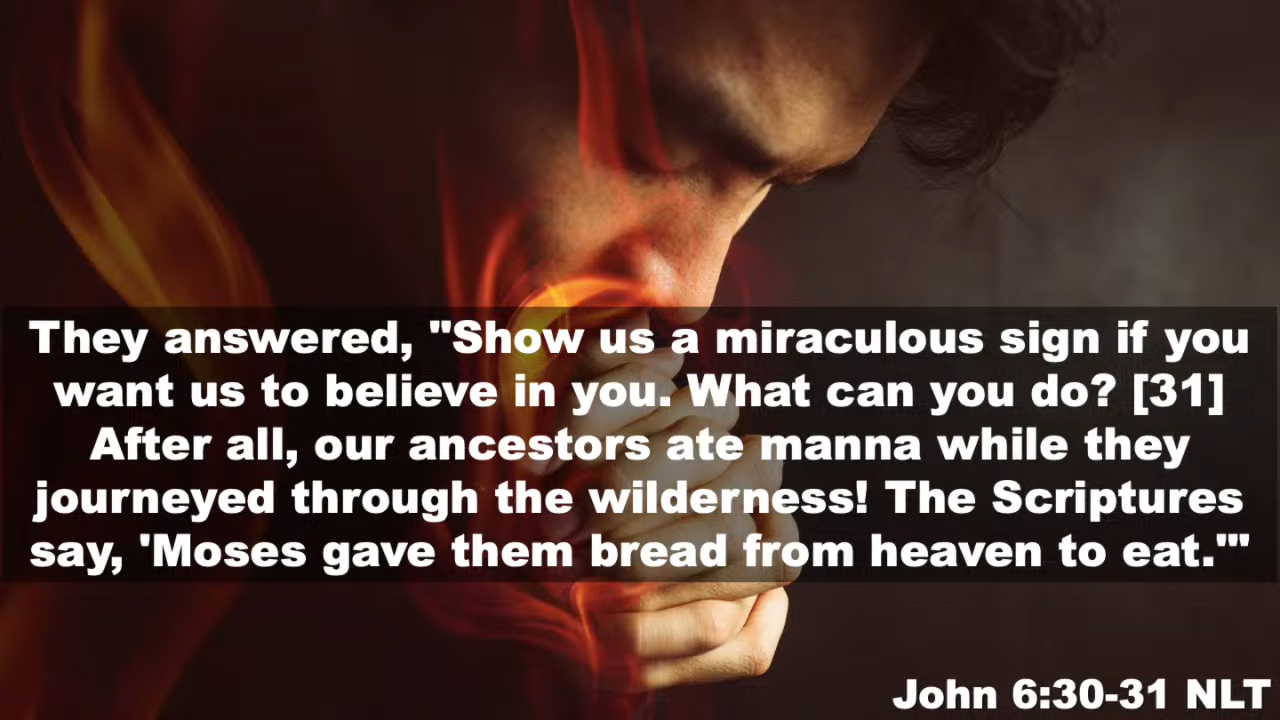 They answered, "Show us a miraculous sign if you
want us to believe in you. What can you do? [31]
After all, our ancestors ate manna while they
journeyed through the wilderness! The Scriptures
say, 'Moses gave them bread from heaven to eat.'"
John 6:30-31 NLT